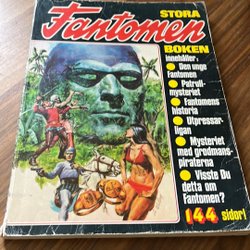 STORA
Fantomen
BOKEN
Innehåller:
Den unge
Fantomen
Patrull-
mysteriet
Fantomens
historia
Utpressar-
ligan
Mysteriet
med grodmans-
piraterna
Visste Du
detta om
Fantomen?
144 sidor!